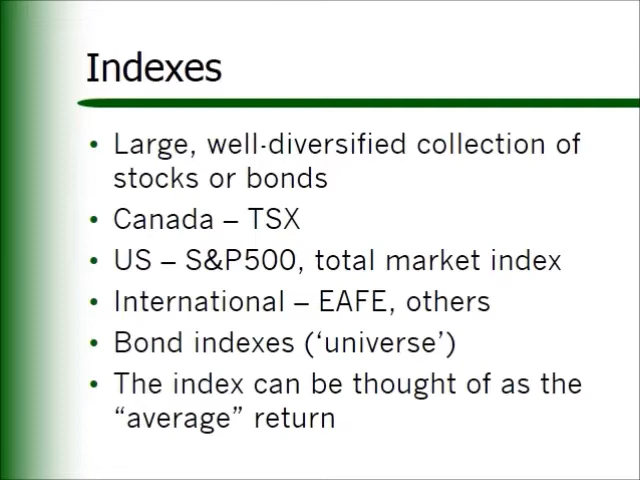 Indexes
• Large, well-diversified collection of
stocks or bonds
• Canada – TSX
• US – S&P500, total market index
• International – EAFE, others
• Bond indexes (‘universe’)
• The index can be thought of as the
“average” return